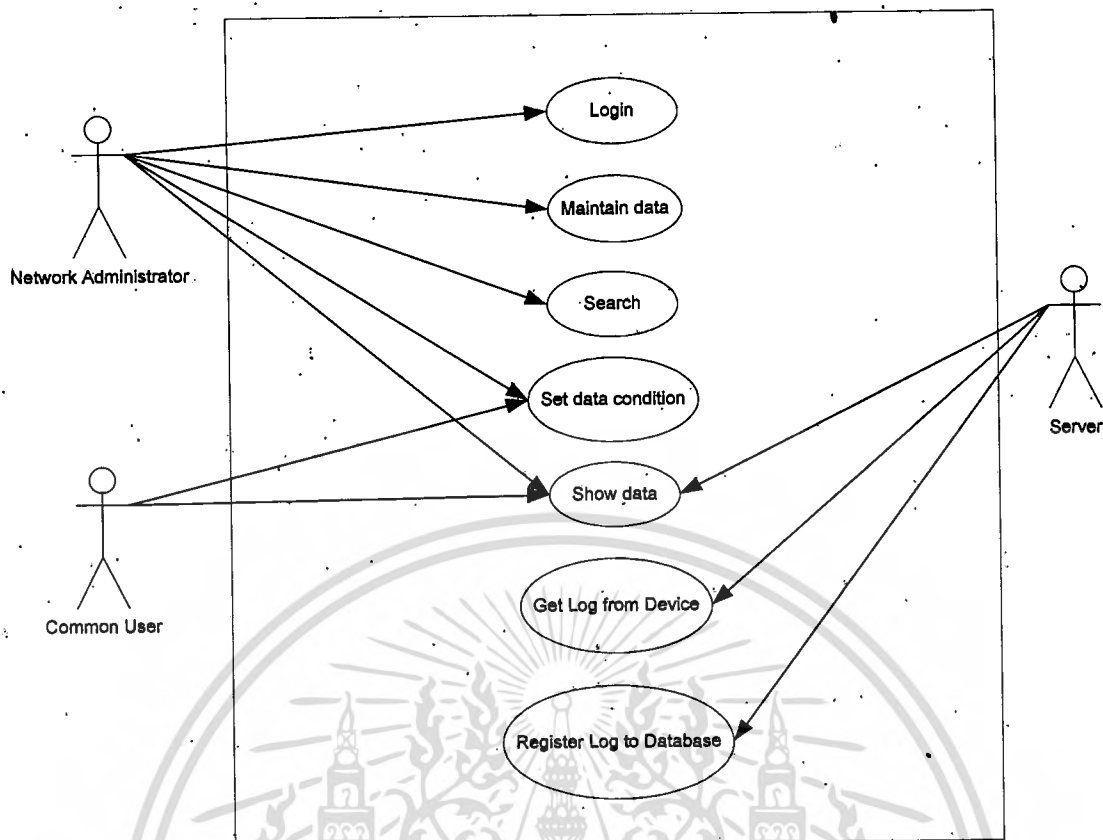 Login
Maintain data
Network Administrator
Search
Set data condition
Server
Show data
Get Log from Device
Common User
Register Log to Database